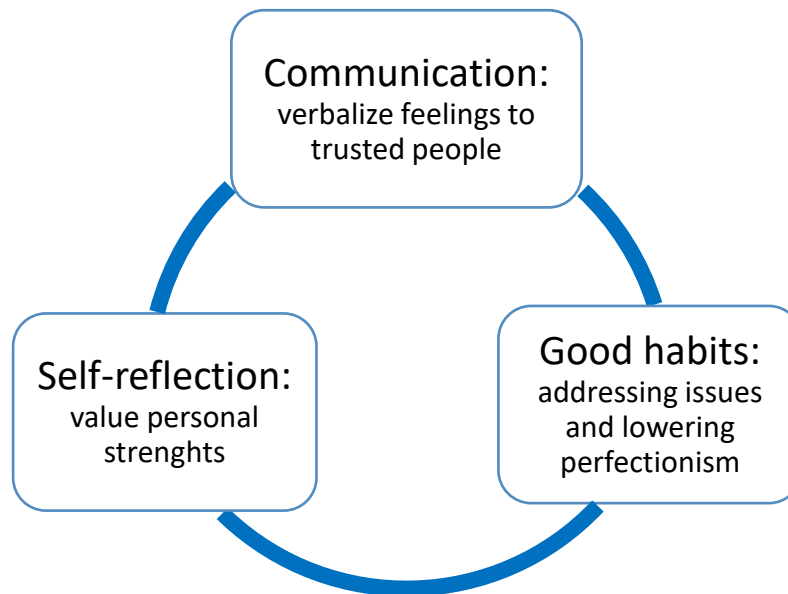 Communication:
verbalize feelings to
trusted people
Self-reflection:
value personal
strenghts
Good habits:
addressing issues
and lowering
perfectionism